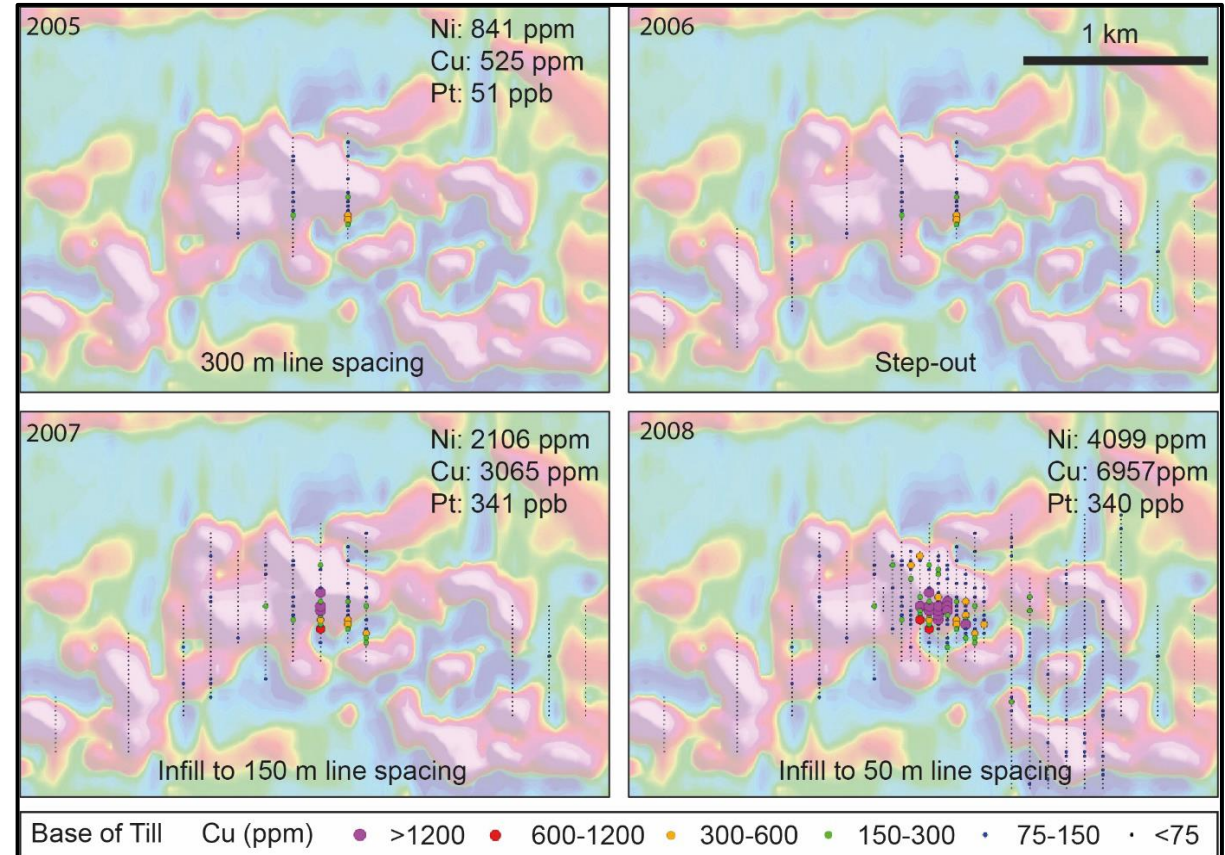 2005
Ni: 841 ppm
Cu: 525 ppm
Pt: 51 ppb
300 m line spacing
2006
1 km
Step-out
2007
Ni: 2106 ppm
Cu: 3065 ppm
Pt: 341 ppb
Infill to 150 m line spacing
2008
Ni: 4099 ppm
Cu: 6957ppm
Pt: 340 ppb
Infill to 50 m line spacing
Base of Till Cu (ppm) >1200 600-1200 300-600 150-300 75-150 <75